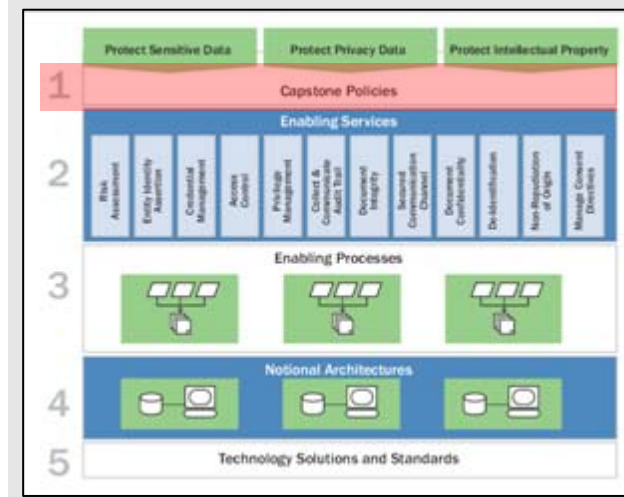 Protect Sensitive Data
Protect Privacy Data
Protect Intellectual Property
1
Capstone Policies
Enabling Services
2
Risk
Assessment
Entity Identity
Assertion
Credential
Management
Access
Control
Privilege
Management
Collect &
Communicate
Audit Trail
Document
Integrity
Secured
Communication
Channel
Document
Confidentiality
De-Identification
Non-Repudiation
of Origin
Manage Consent
Directives
Enabling Processes
3
Notional Architectures
4
5
Technology Solutions and Standards